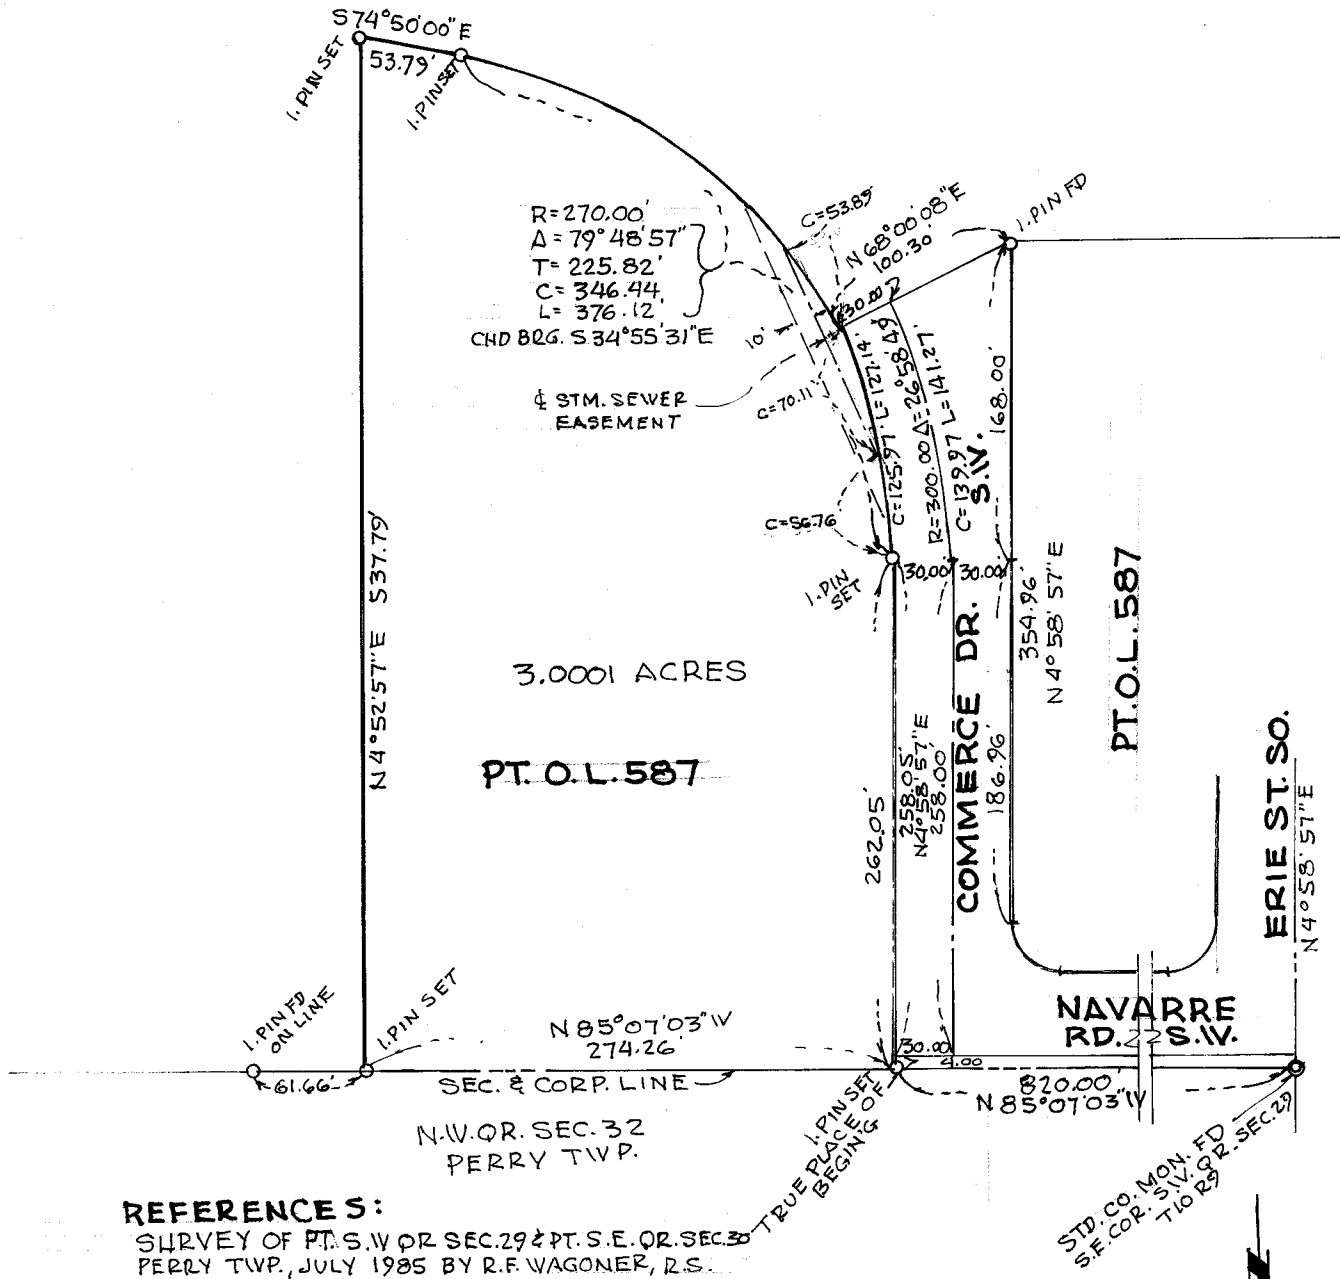 S74°50'00"E
53.79'
I. PIN SET
I. PIN SET
R=270.00'
Δ=79°48'57"
T=225.82'
C=346.44
L=376.12'
CHD BRG. S.34°55'31"E
10'
℄ STM. SEWER
EASEMENT
C=53.89'
C=70.11'
C=56.76
N 68°00'08"E
100.30'
30.00'
I. PIN FD
C=125.97' L=127.14'
R=300.00 Δ=26°58'49"
C=139.97 L=141.27'
168.00'
I. PIN
SET
30.00'
30.00'
354.96'
N4°58'57"E
186.96'
COMMERCE DR. S.W.
PT. O.L. 587
ERIE ST. SO.
N4°58'57"E
N4°52'57"E 537.79'
3.0001 ACRES
PT. O.L. 587
262.05'
258.05'
N4°58'57"E
258.00'
I. PIN FD
ON LINE
I. PIN SET
61.66'
N 85°07'03"W
274.26'
SEC. & CORP. LINE
30.00
4.00
NAVARRE
RD. S.W.
820.00'
N 85°07'03"W
N.W. QR. SEC. 32
PERRY TWP.
I. PIN SET
TRUE PLACE OF
BEGIN'G
STD. CO. MON. FD
S.E. COR. S.W. QR. SEC. 29
T10 R9
REFERENCES:
SURVEY OF PT. S.W QR SEC.29 & PT. S.E. QR. SEC.30
PERRY TWP., JULY 1985 BY R.F. WAGONER, R.S.